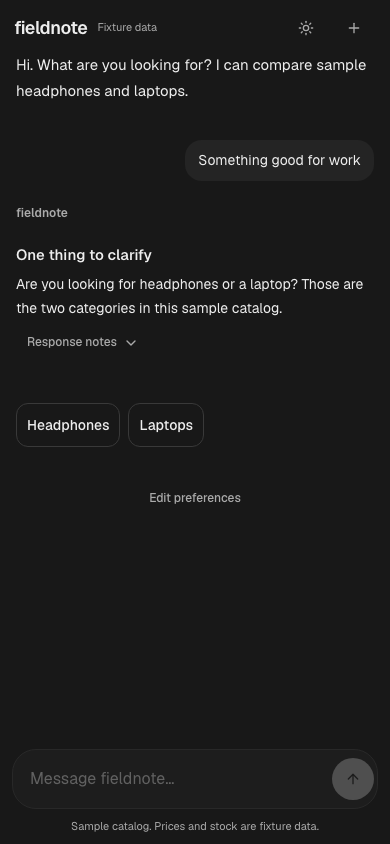 fieldnote Fixture data
Hi. What are you looking for? I can compare sample
headphones and laptops.
Something good for work
fieldnote
One thing to clarify
Are you looking for headphones or a laptop? Those are
the two categories in this sample catalog.
Response notes
Headphones Laptops
Edit preferences
Message fieldnote...
Sample catalog. Prices and stock are fixture data.